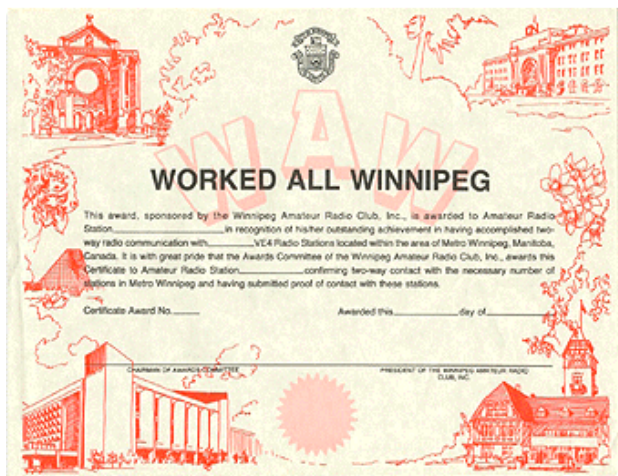 WAW
WORKED ALL WINNIPEG
This award, sponsored by the Winnipeg Amateur Radio Club, Inc., is awarded to Amateur Radio
Station in recognition of his/her outstanding achievement in having accomplished two-
way radio communication with VE4 Radio Stations located within the area of Metro Winnipeg, Manitoba,
Canada. It is with great pride that the Awards Committee of the Winnipeg Amateur Radio Club, Inc., awards this
Certificate to Amateur Radio Station confirming two-way contact with the necessary number of
stations in Metro Winnipeg and having submitted proof of contact with these stations.
Certificate Award No. Awarded this day of
CHAIRMAN OF AWARDS COMMITTEE PRESIDENT OF THE WINNIPEG AMATEUR RADIO
CLUB, INC.